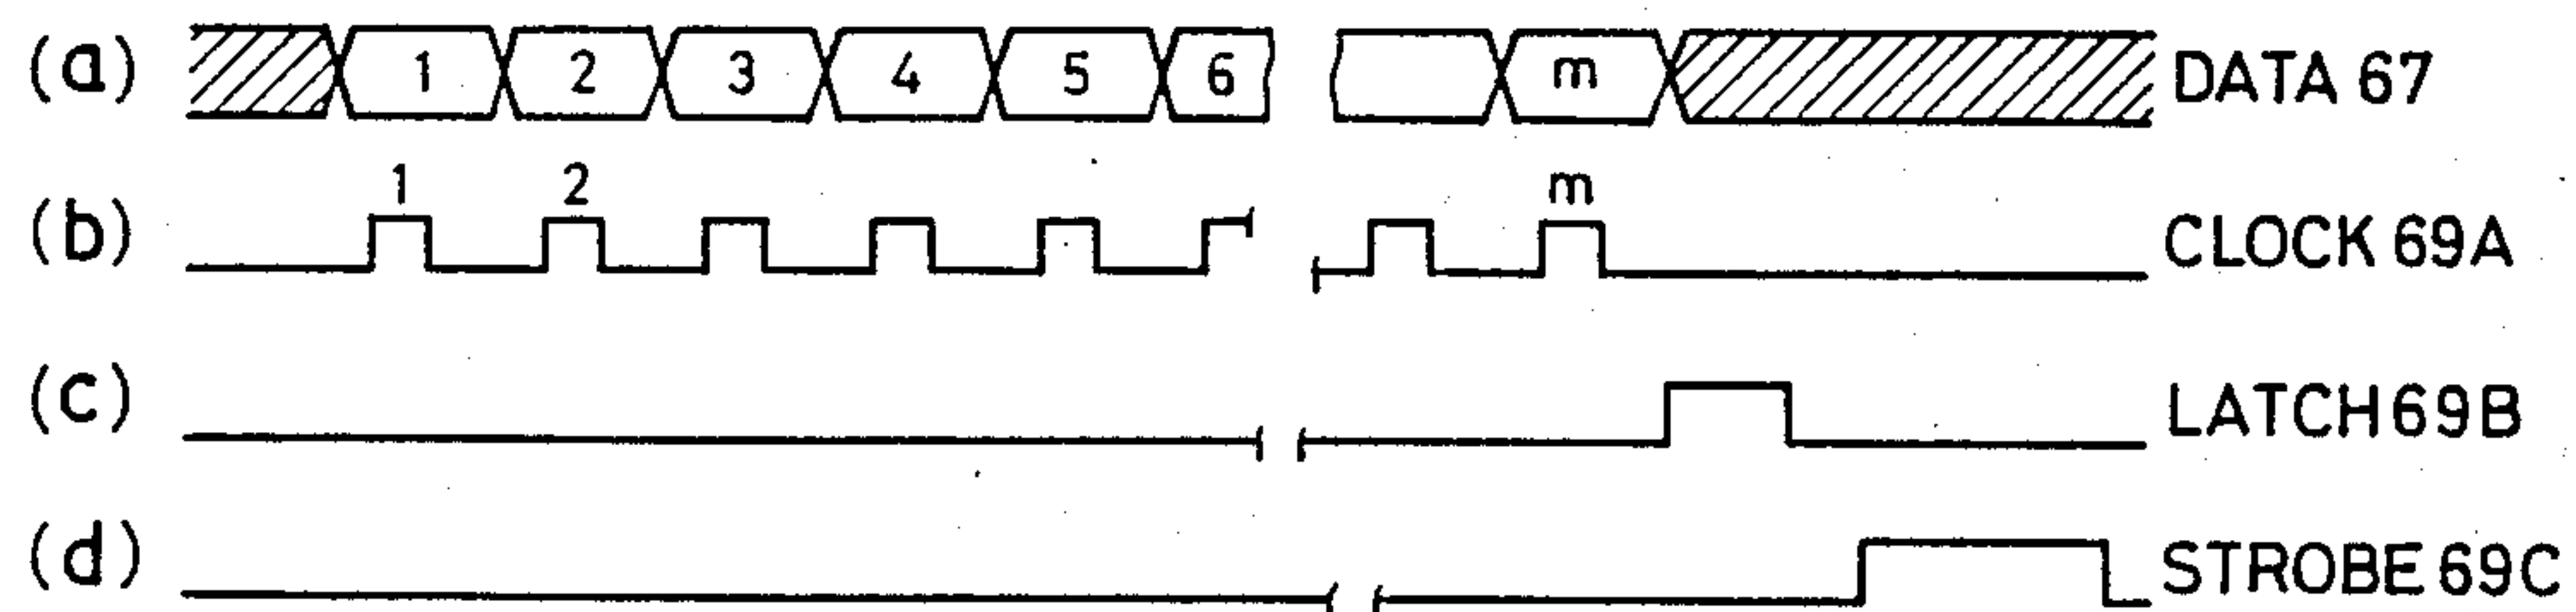 (a) 1 2 3 4 5 6 m DATA 67
1 2 m
(b) CLOCK 69A
(c) LATCH 69B
(d) STROBE 69C